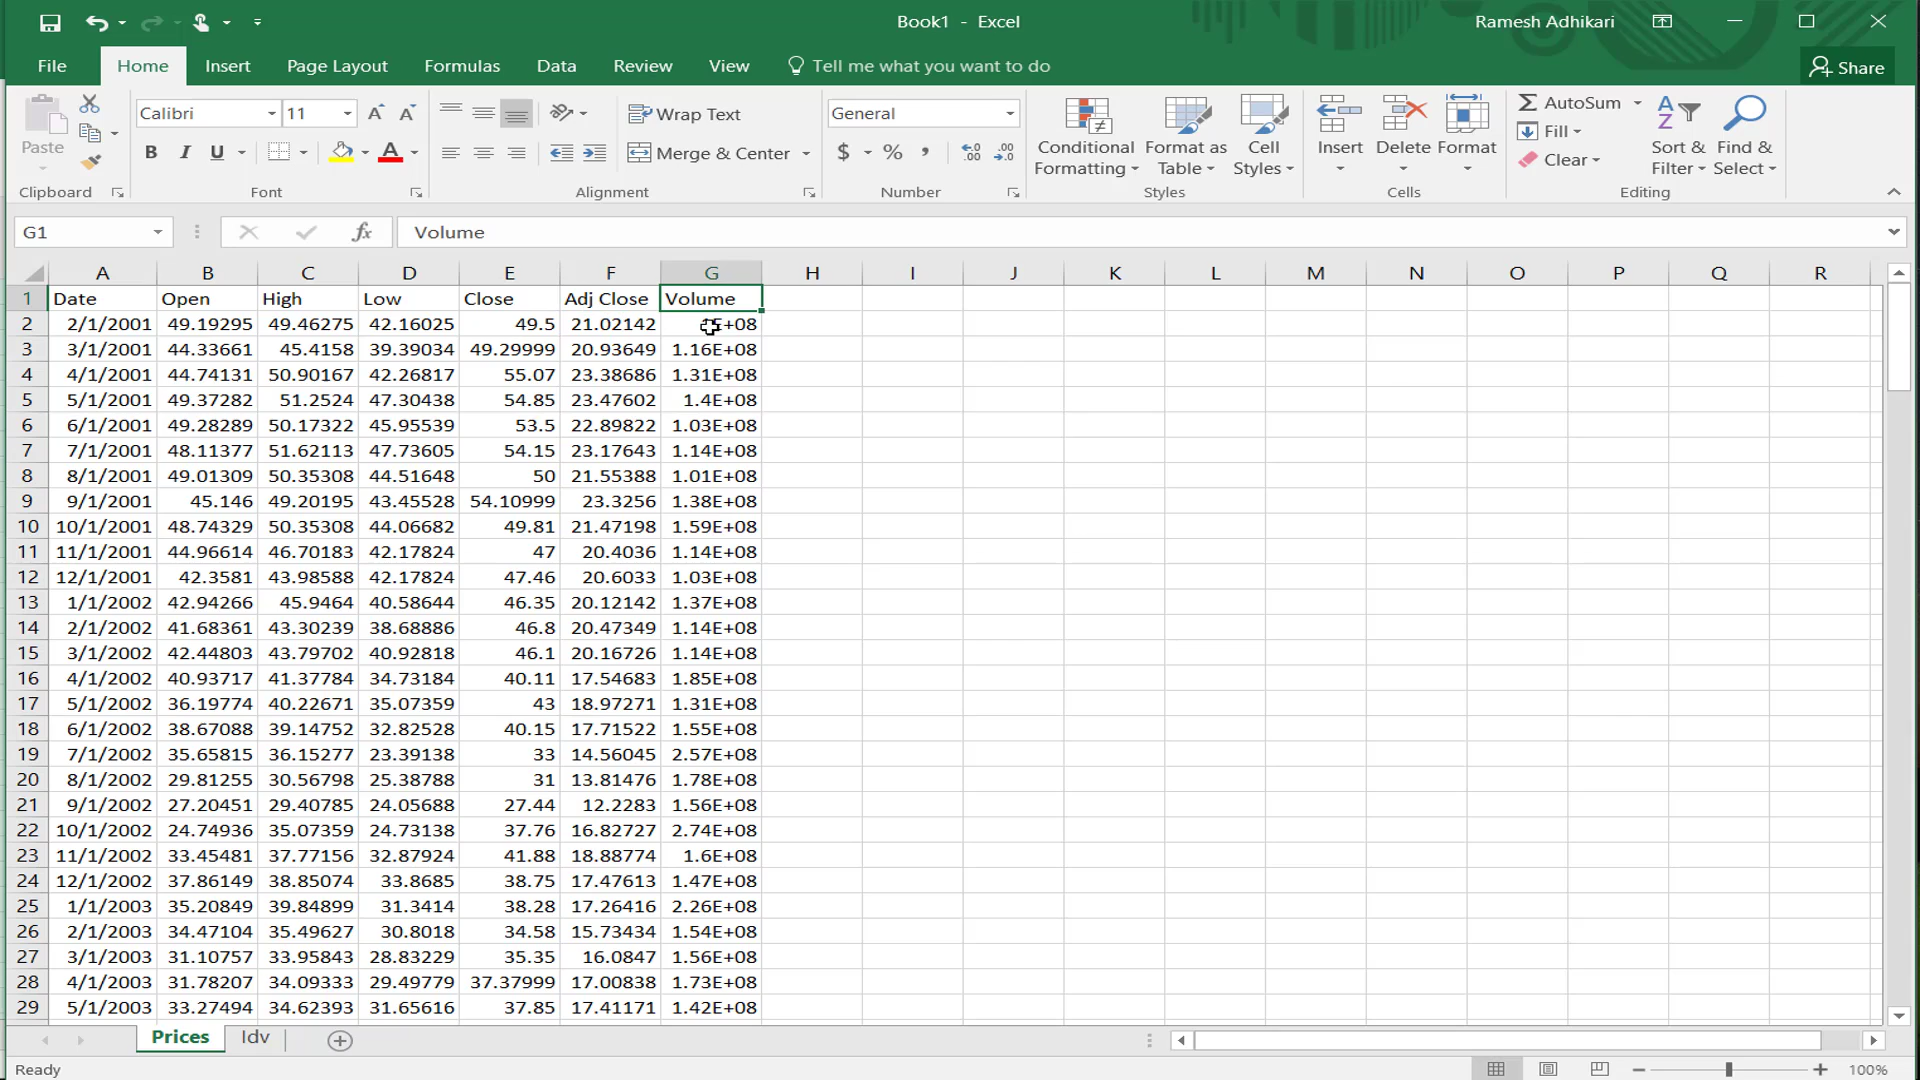 Book1 - Excel
Ramesh Adhikari
File Home Insert Page Layout Formulas Data Review View Tell me what you want to do Share
Paste
Clipboard
Calibri 11
B I U
Font
Wrap Text
Merge & Center
Alignment
General
$ % ,
Number
Conditional Formatting
Format as Table
Cell Styles
Styles
Insert Delete Format
Cells
AutoSum
Fill
Clear
Sort & Filter
Find & Select
Editing
G1 fx Volume
A B C D E F G H I J K L M N O P Q R
1 Date Open High Low Close Adj Close Volume
2 2/1/2001 49.19295 49.46275 42.16025 49.5 21.02142 E+08
3 3/1/2001 44.33661 45.4158 39.39034 49.29999 20.93649 1.16E+08
4 4/1/2001 44.74131 50.90167 42.26817 55.07 23.38686 1.31E+08
5 5/1/2001 49.37282 51.2524 47.30438 54.85 23.47602 1.4E+08
6 6/1/2001 49.28289 50.17322 45.95539 53.5 22.89822 1.03E+08
7 7/1/2001 48.11377 51.62113 47.73605 54.15 23.17643 1.14E+08
8 8/1/2001 49.01309 50.35308 44.51648 50 21.55388 1.01E+08
9 9/1/2001 45.146 49.20195 43.45528 54.10999 23.3256 1.38E+08
10 10/1/2001 48.74329 50.35308 44.06682 49.81 21.47198 1.59E+08
11 11/1/2001 44.96614 46.70183 42.17824 47 20.4036 1.14E+08
12 12/1/2001 42.3581 43.98588 42.17824 47.46 20.6033 1.03E+08
13 1/1/2002 42.94266 45.9464 40.58644 46.35 20.12142 1.37E+08
14 2/1/2002 41.68361 43.30239 38.68886 46.8 20.47349 1.14E+08
15 3/1/2002 42.44803 43.79702 40.92818 46.1 20.16726 1.14E+08
16 4/1/2002 40.93717 41.37784 34.73184 40.11 17.54683 1.85E+08
17 5/1/2002 36.19774 40.22671 35.07359 43 18.97271 1.31E+08
18 6/1/2002 38.67088 39.14752 32.82528 40.15 17.71522 1.55E+08
19 7/1/2002 35.65815 36.15277 23.39138 33 14.56045 2.57E+08
20 8/1/2002 29.81255 30.56798 25.38788 31 13.81476 1.78E+08
21 9/1/2002 27.20451 29.40785 24.05688 27.44 12.2283 1.56E+08
22 10/1/2002 24.74936 35.07359 24.73138 37.76 16.82727 2.74E+08
23 11/1/2002 33.45481 37.77156 32.87924 41.88 18.88774 1.6E+08
24 12/1/2002 37.86149 38.85074 33.8685 38.75 17.47613 1.47E+08
25 1/1/2003 35.20849 39.84899 31.3414 38.28 17.26416 2.26E+08
26 2/1/2003 34.47104 35.49627 30.8018 34.58 15.73434 1.54E+08
27 3/1/2003 31.10757 33.95843 28.83229 35.35 16.0847 1.56E+08
28 4/1/2003 31.78207 34.09333 29.49779 37.37999 17.00838 1.73E+08
29 5/1/2003 33.27494 34.62393 31.65616 37.85 17.41171 1.42E+08
Prices Idv
Ready 100%